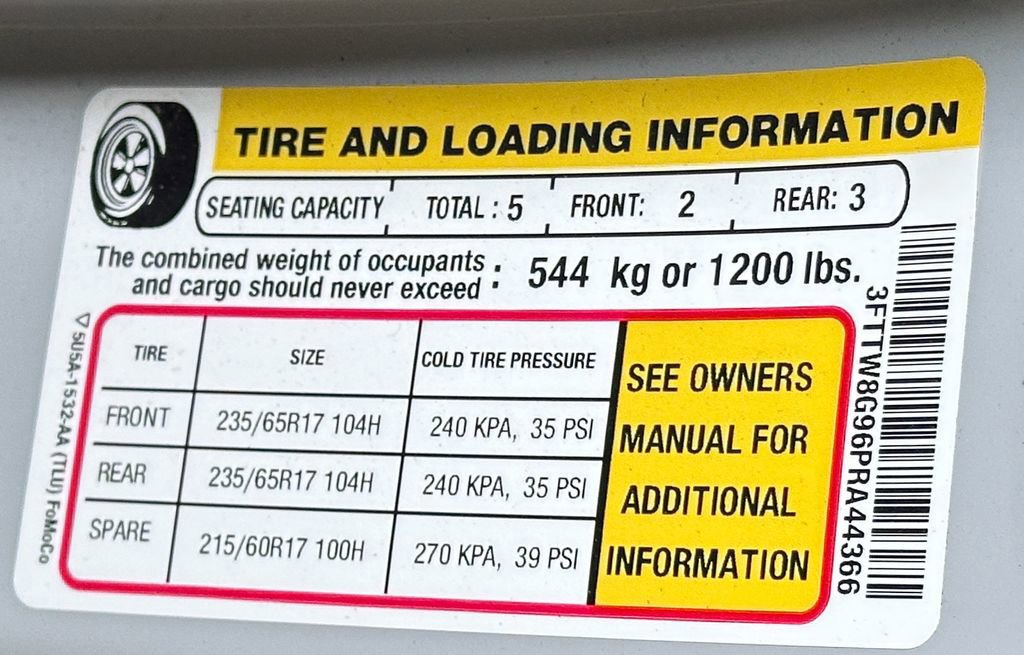 TIRE AND LOADING INFORMATION
SEATING CAPACITY TOTAL : 5 FRONT: 2 REAR: 3
The combined weight of occupants
and cargo should never exceed : 544 kg or 1200 lbs.
TIRE SIZE COLD TIRE PRESSURE
FRONT 235/65R17 104H 240 KPA, 35 PSI
REAR 235/65R17 104H 240 KPA, 35 PSI
SPARE 215/60R17 100H 270 KPA, 39 PSI
SEE OWNERS
MANUAL FOR
ADDITIONAL
INFORMATION
3FTTW8G96PRA44366
▽5U5A-1532-AA (TLU) FoMoCo